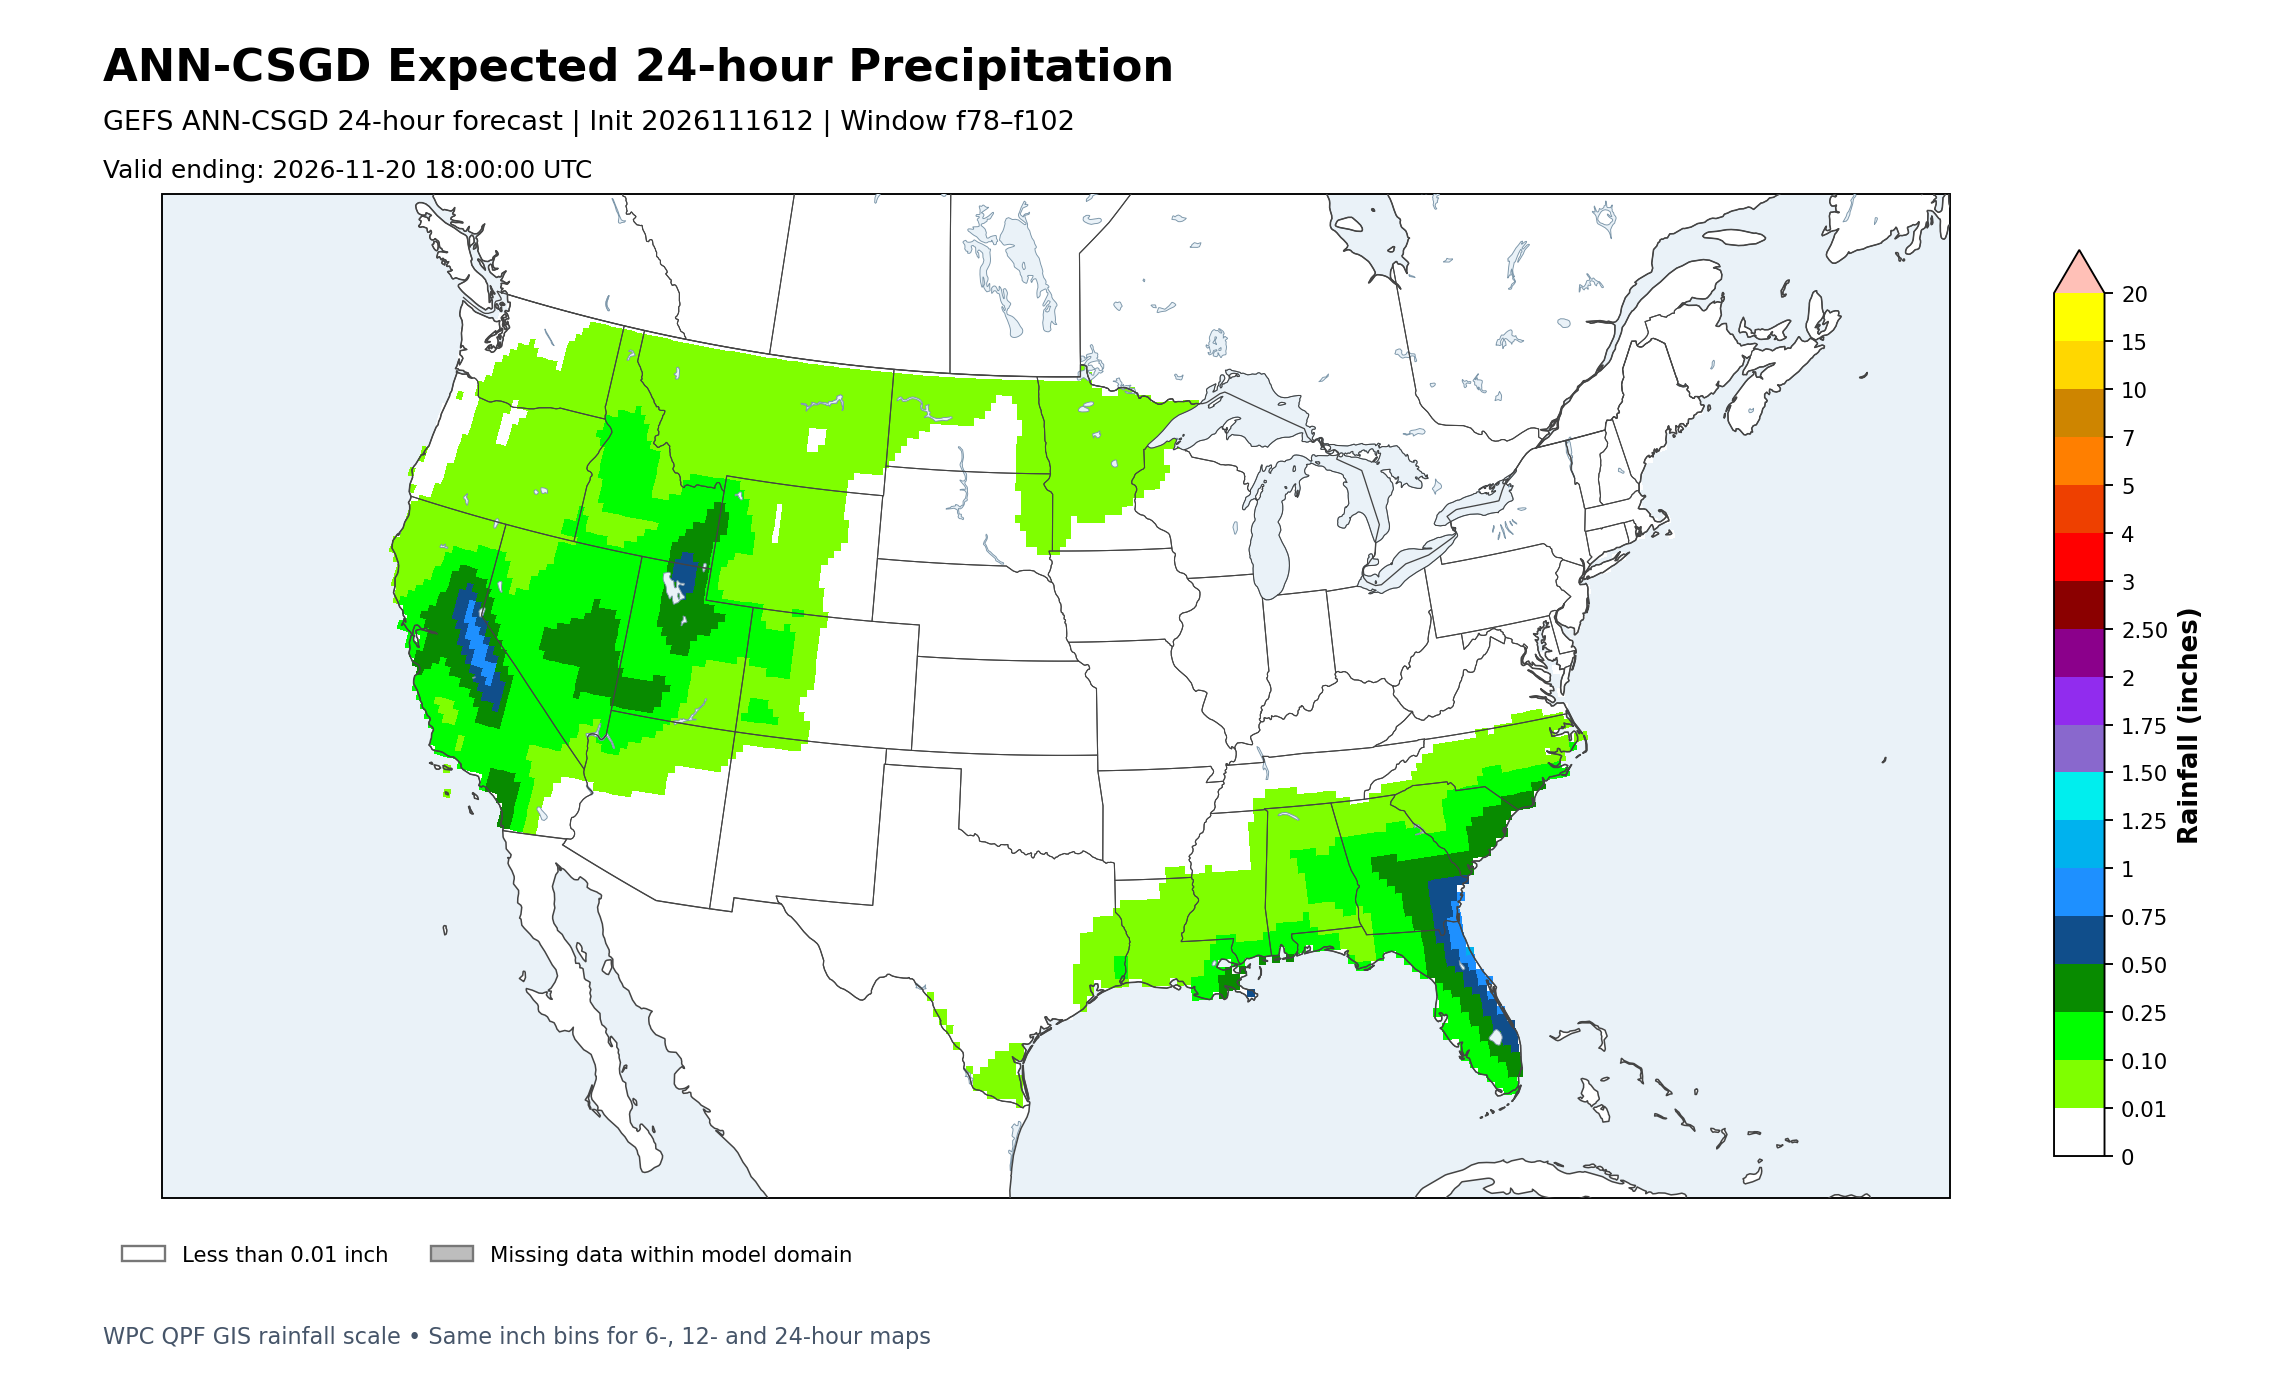 ANN-CSGD Expected 24-hour Precipitation
GEFS ANN-CSGD 24-hour forecast | Init 2026111612 | Window f78–f102
Valid ending: 2026-11-20 18:00:00 UTC
20
15
10
7
5
4
3
2.50
2
1.75
1.50
1.25
1
0.75
0.50
0.25
0.10
0.01
0
Rainfall (inches)
Less than 0.01 inch
Missing data within model domain
WPC QPF GIS rainfall scale • Same inch bins for 6-, 12- and 24-hour maps